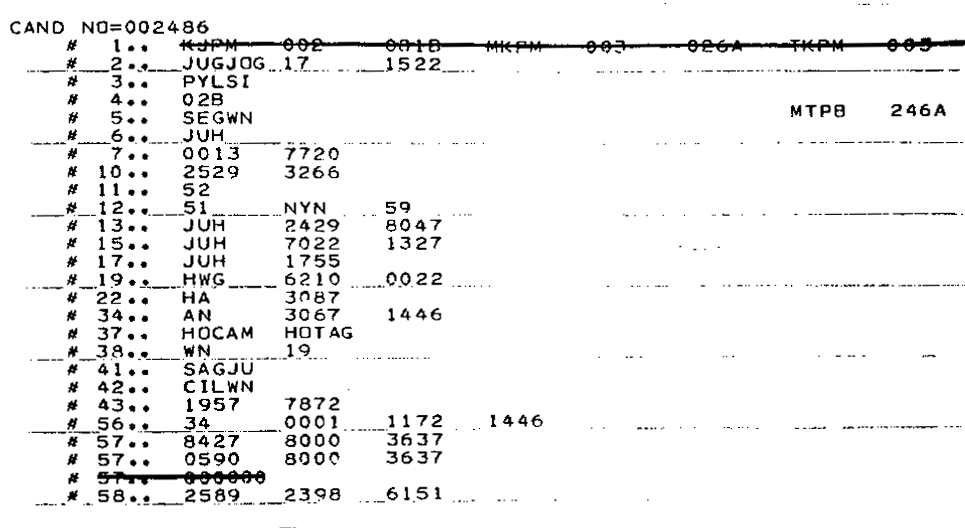 CAND NO=002486
# 1.. KJPM 002 001B MKPM 003 026A TKPM 005
# 2.. JUGJOG 17 1522
# 3.. PYLSI
# 4.. 02B
MTPB 246A
# 5.. SEGWN
# 6.. JUH
# 7.. 0013 7720
# 10.. 2529 3266
# 11.. 52
# 12.. 51 NYN 59
# 13.. JUH 2429 8047
# 15.. JUH 7022 1327
# 17.. JUH 1755
# 19.. HWG 6210 0022
# 22.. HA 3087
# 34.. AN 3067 1446
# 37.. HOCAM HOTAG
# 38.. WN 19
# 41.. SAGJU
# 42.. CILWN
# 43.. 1957 7872
# 56.. 34 0001 1172 1446
# 57.. 8427 8000 3637
# 57.. 0590 8000 3637
# 57.. 000000
# 58.. 2589 2398 6151